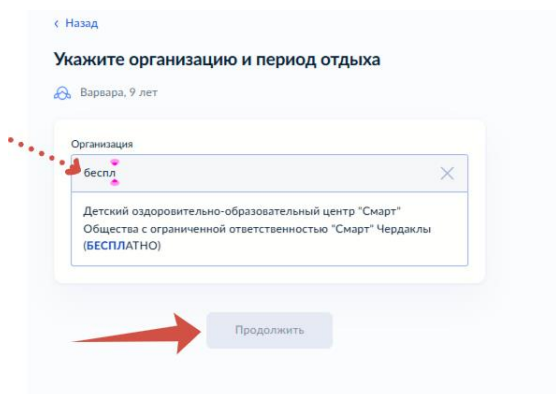 Назад
Укажите организацию и период отдыха
Варвара, 9 лет
Организация
беспл
Детский оздоровительно-образовательный центр "Смарт"
Общества с ограниченной ответственностью "Смарт" Чердаклы
(БЕСПЛАТНО)
Продолжить